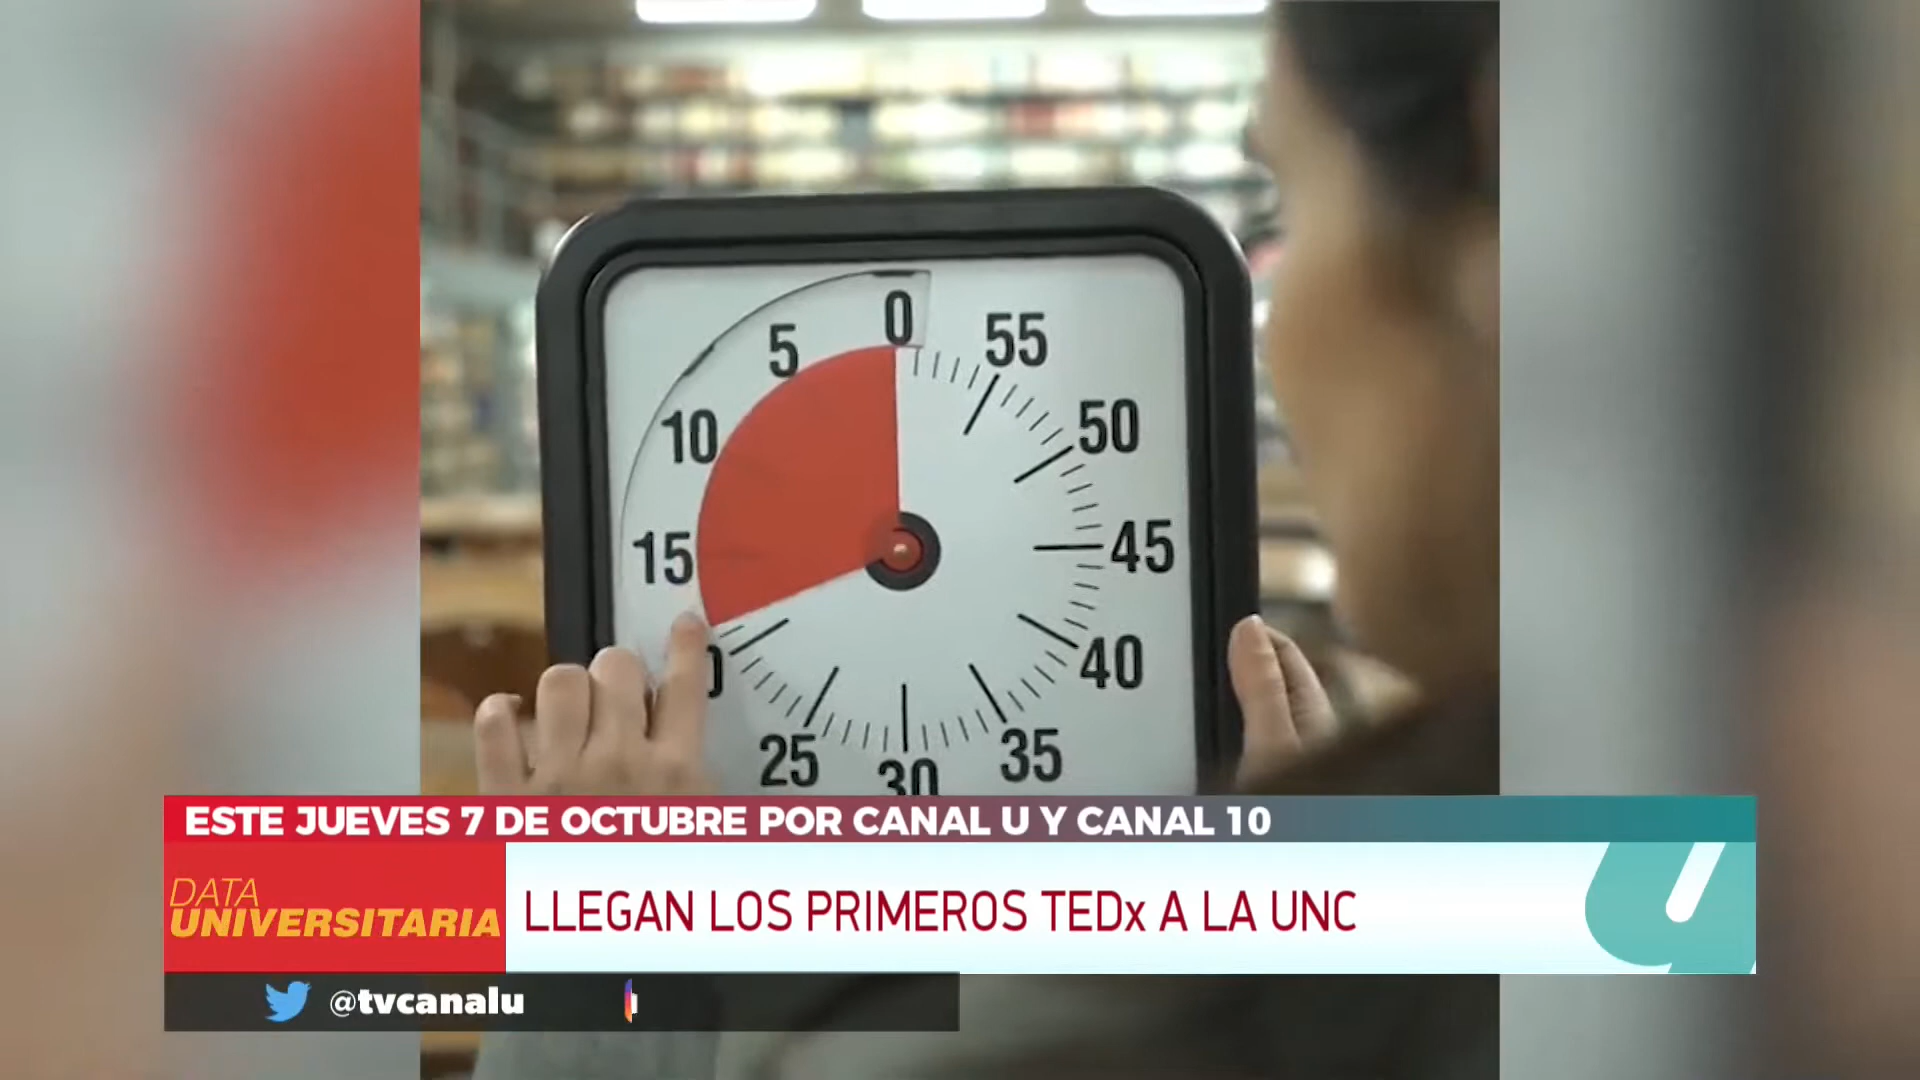 0
5
55
10
50
15
45
0
40
25
35
30
ESTE JUEVES 7 DE OCTUBRE POR CANAL U Y CANAL 10
DATA
UNIVERSITARIA
LLEGAN LOS PRIMEROS TEDx A LA UNC
@tvcanalu